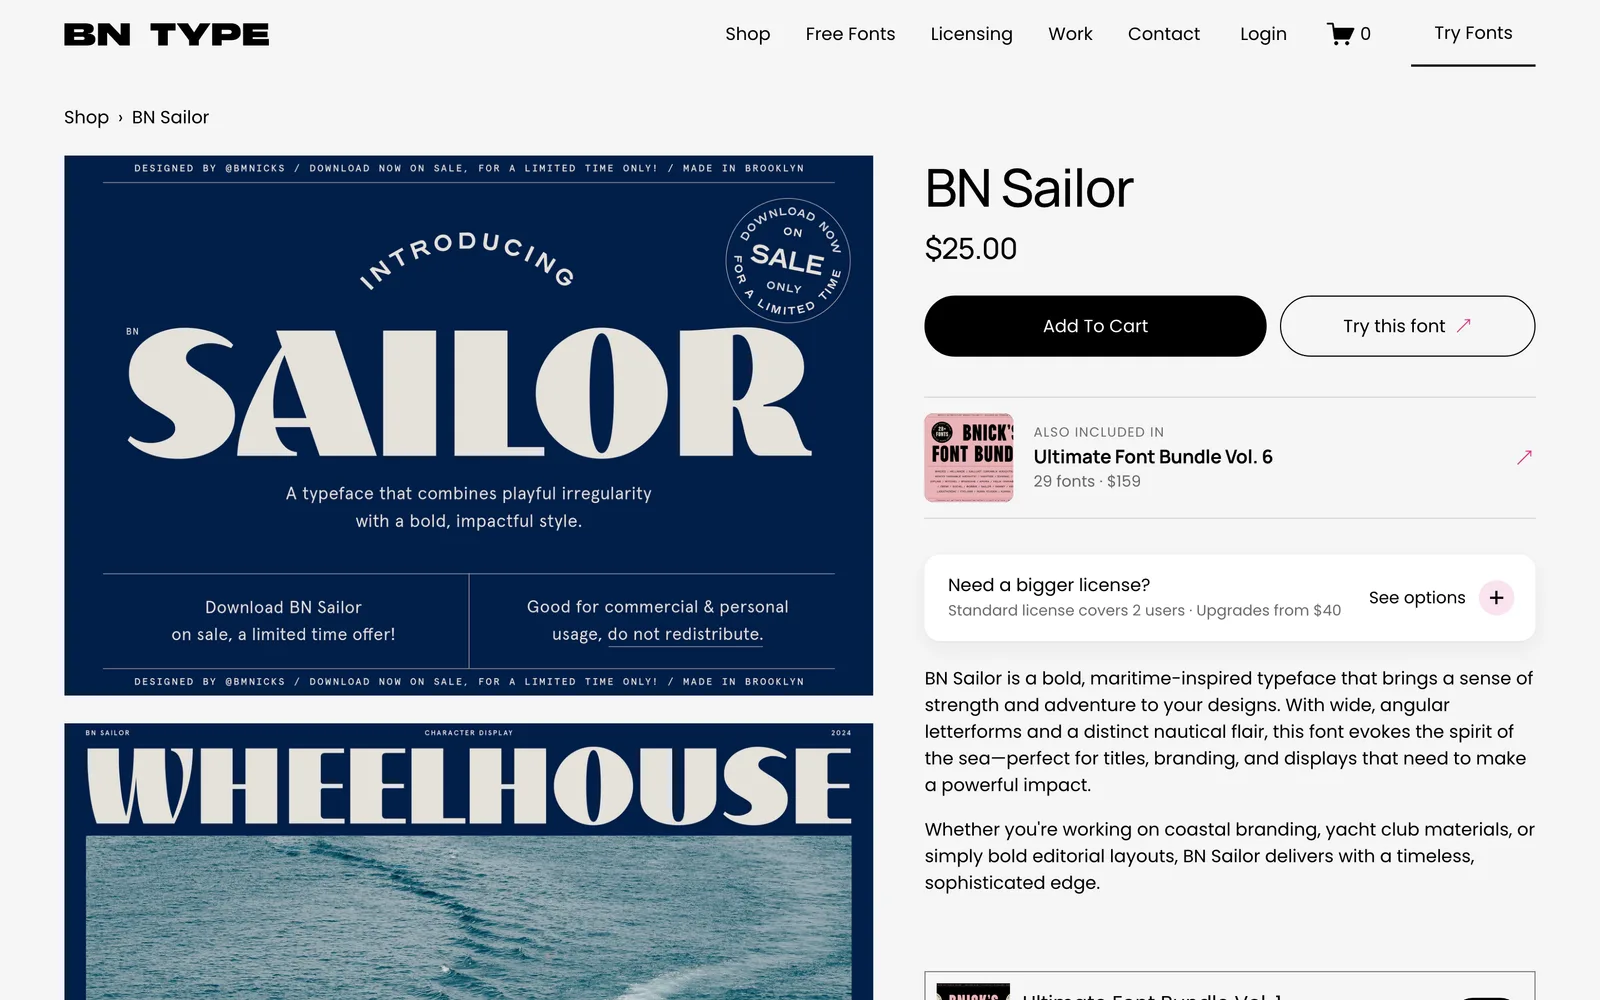 BN TYPE
Shop
Free Fonts
Licensing
Work
Contact
Login
0
Try Fonts
Shop › BN Sailor
DESIGNED BY @BMNICKS / DOWNLOAD NOW ON SALE, FOR A LIMITED TIME ONLY! / MADE IN BROOKLYN
INTRODUCING
DOWNLOAD NOW
ON
SALE
ONLY
FOR A LIMITED TIME
BN
SAILOR
A typeface that combines playful irregularity
with a bold, impactful style.
Download BN Sailor
on sale, a limited time offer!
Good for commercial & personal
usage, do not redistribute.
DESIGNED BY @BMNICKS / DOWNLOAD NOW ON SALE, FOR A LIMITED TIME ONLY! / MADE IN BROOKLYN
BN SAILOR
CHARACTER DISPLAY
2024
WHEELHOUSE
BN Sailor
$25.00
Add To Cart
Try this font
BNICK'S
FONT BUND
ALSO INCLUDED IN
Ultimate Font Bundle Vol. 6
29 fonts · $159
Need a bigger license?
Standard license covers 2 users · Upgrades from $40
See options
BN Sailor is a bold, maritime-inspired typeface that brings a sense of
strength and adventure to your designs. With wide, angular
letterforms and a distinct nautical flair, this font evokes the spirit of
the sea—perfect for titles, branding, and displays that need to make
a powerful impact.
Whether you're working on coastal branding, yacht club materials, or
simply bold editorial layouts, BN Sailor delivers with a timeless,
sophisticated edge.
BNICK'S
Ultimate Font Bundle Vol. 1